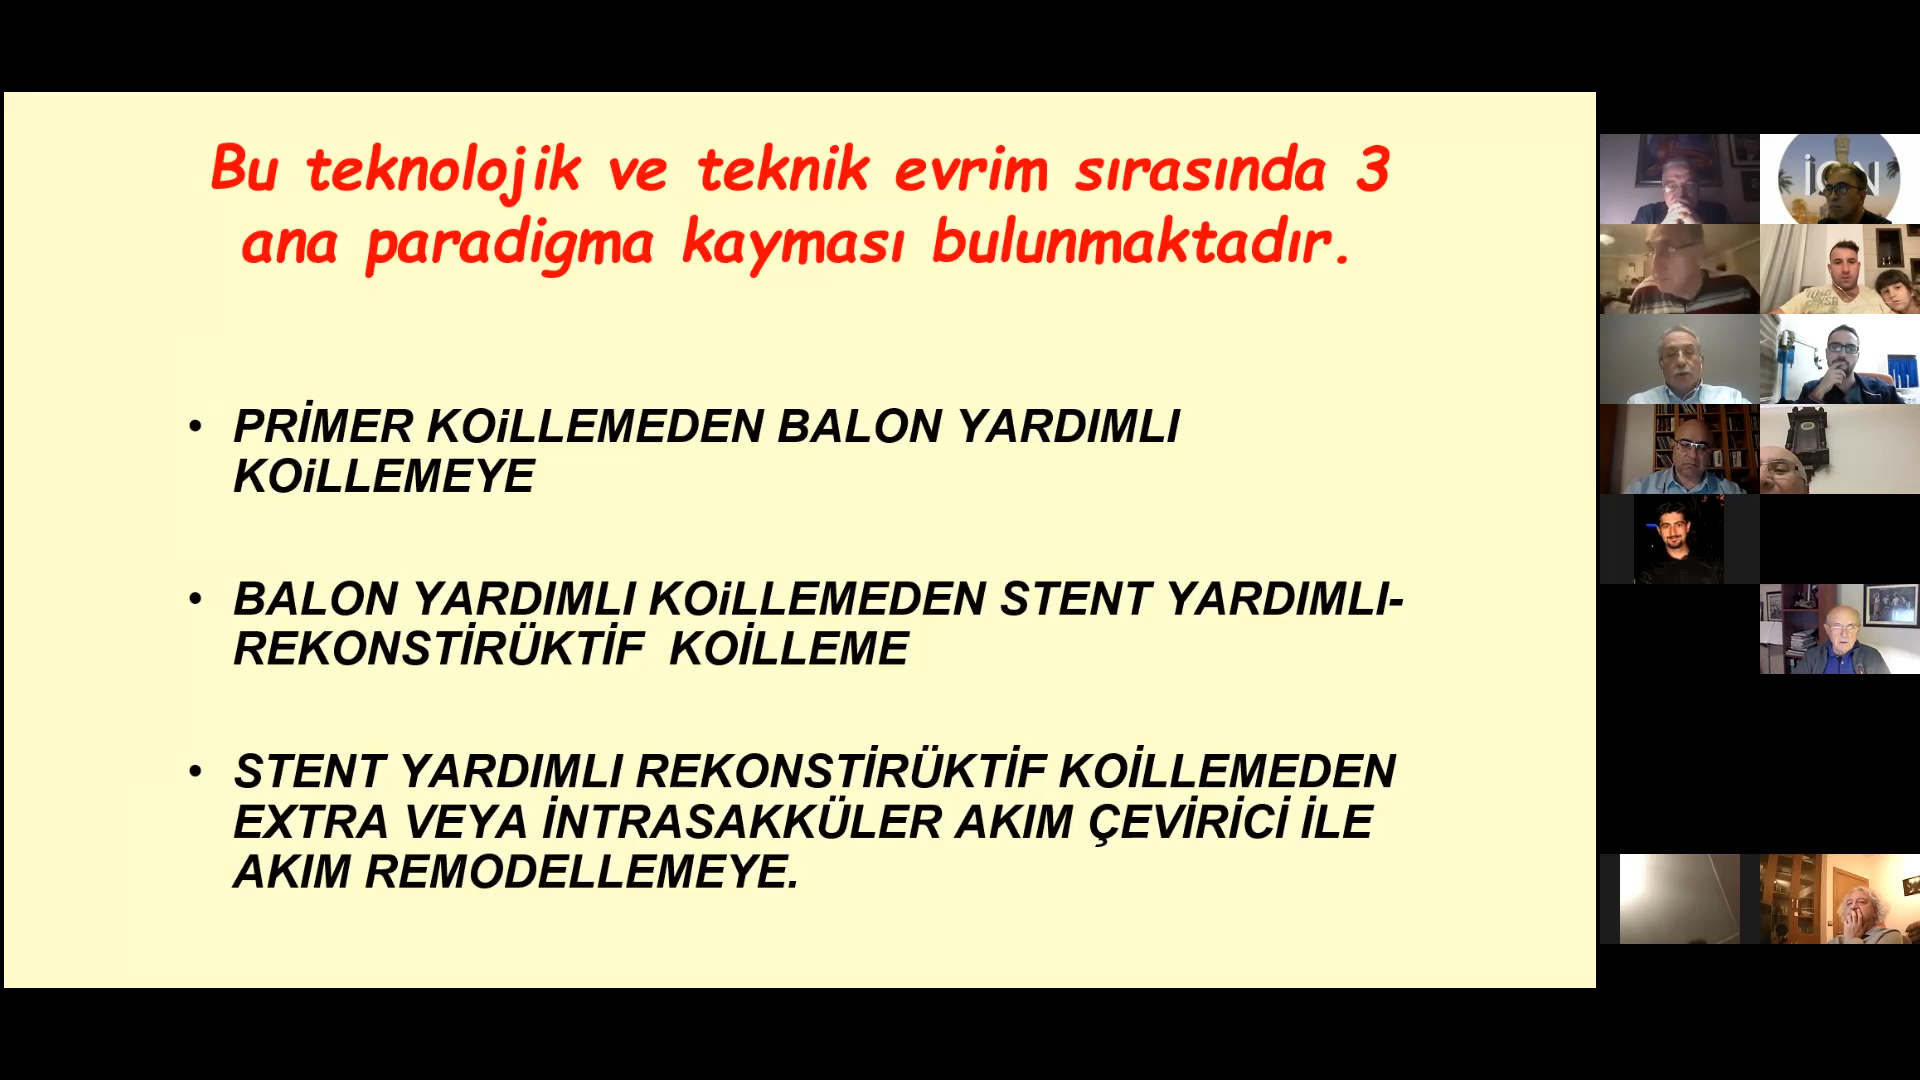 Bu teknolojik ve teknik evrim sırasında 3
ana paradigma kayması bulunmaktadır.
• PRİMER KOiLLEMEDEN BALON YARDIMLI
KOiLLEMEYE
• BALON YARDIMLI KOiLLEMEDEN STENT YARDIMLI-
REKONSTİRÜKTİF KOİLLEME
• STENT YARDIMLI REKONSTİRÜKTİF KOİLLEMEDEN
EXTRA VEYA İNTRASAKKÜLER AKIM ÇEVİRİCİ İLE
AKIM REMODELLEMEYE.